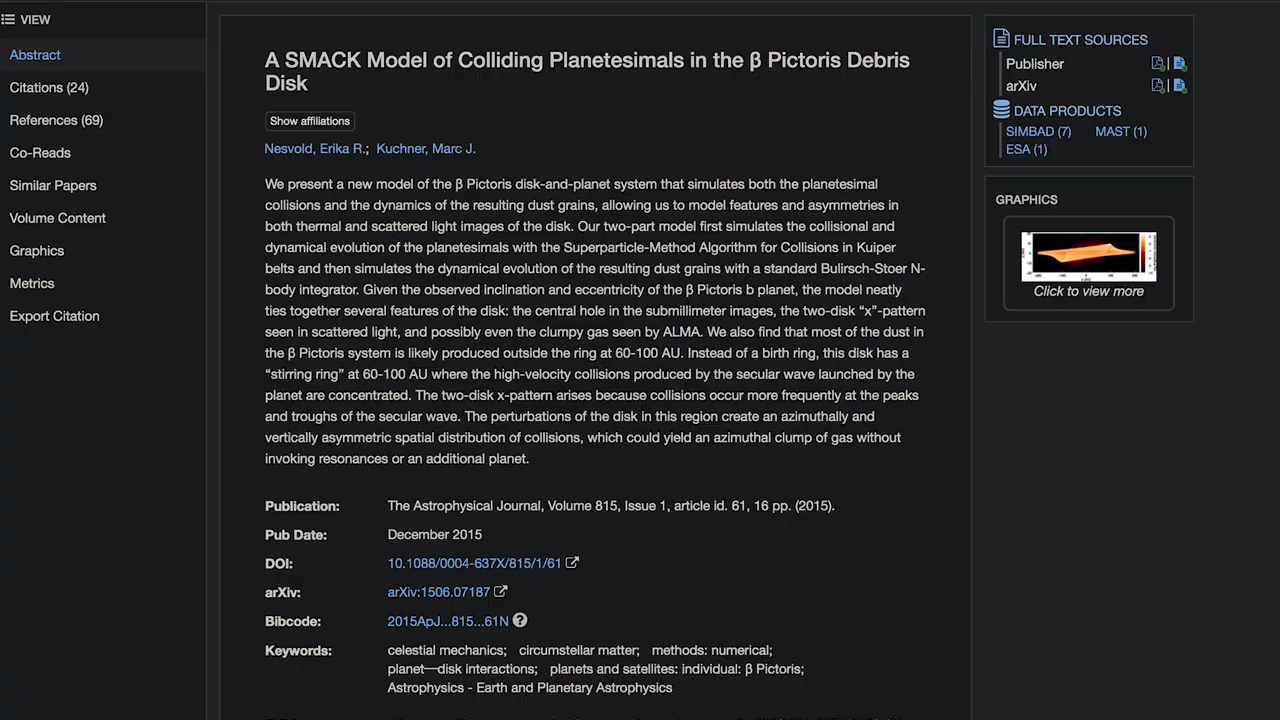 VIEW
Abstract
Citations (24)
References (69)
Co-Reads
Similar Papers
Volume Content
Graphics
Metrics
Export Citation
A SMACK Model of Colliding Planetesimals in the β Pictoris Debris
Disk
Show affiliations
Nesvold, Erika R.; Kuchner, Marc J.
We present a new model of the β Pictoris disk-and-planet system that simulates both the planetesimal
collisions and the dynamics of the resulting dust grains, allowing us to model features and asymmetries in
both thermal and scattered light images of the disk. Our two-part model first simulates the collisional and
dynamical evolution of the planetesimals with the Superparticle-Method Algorithm for Collisions in Kuiper
belts and then simulates the dynamical evolution of the resulting dust grains with a standard Bulirsch-Stoer N-
body integrator. Given the observed inclination and eccentricity of the β Pictoris b planet, the model neatly
ties together several features of the disk: the central hole in the submillimeter images, the two-disk “x”-pattern
seen in scattered light, and possibly even the clumpy gas seen by ALMA. We also find that most of the dust in
the β Pictoris system is likely produced outside the ring at 60-100 AU. Instead of a birth ring, this disk has a
“stirring ring” at 60-100 AU where the high-velocity collisions produced by the secular wave launched by the
planet are concentrated. The two-disk x-pattern arises because collisions occur more frequently at the peaks
and troughs of the secular wave. The perturbations of the disk in this region create an azimuthally and
vertically asymmetric spatial distribution of collisions, which could yield an azimuthal clump of gas without
invoking resonances or an additional planet.
Publication: The Astrophysical Journal, Volume 815, Issue 1, article id. 61, 16 pp. (2015).
Pub Date: December 2015
DOI: 10.1088/0004-637X/815/1/61
arXiv: arXiv:1506.07187
Bibcode: 2015ApJ...815...61N ?
Keywords: celestial mechanics; circumstellar matter; methods: numerical;
planet—disk interactions; planets and satellites: individual: β Pictoris;
Astrophysics - Earth and Planetary Astrophysics
FULL TEXT SOURCES
Publisher |
arXiv |
DATA PRODUCTS
SIMBAD (7) MAST (1)
ESA (1)
GRAPHICS
Click to view more